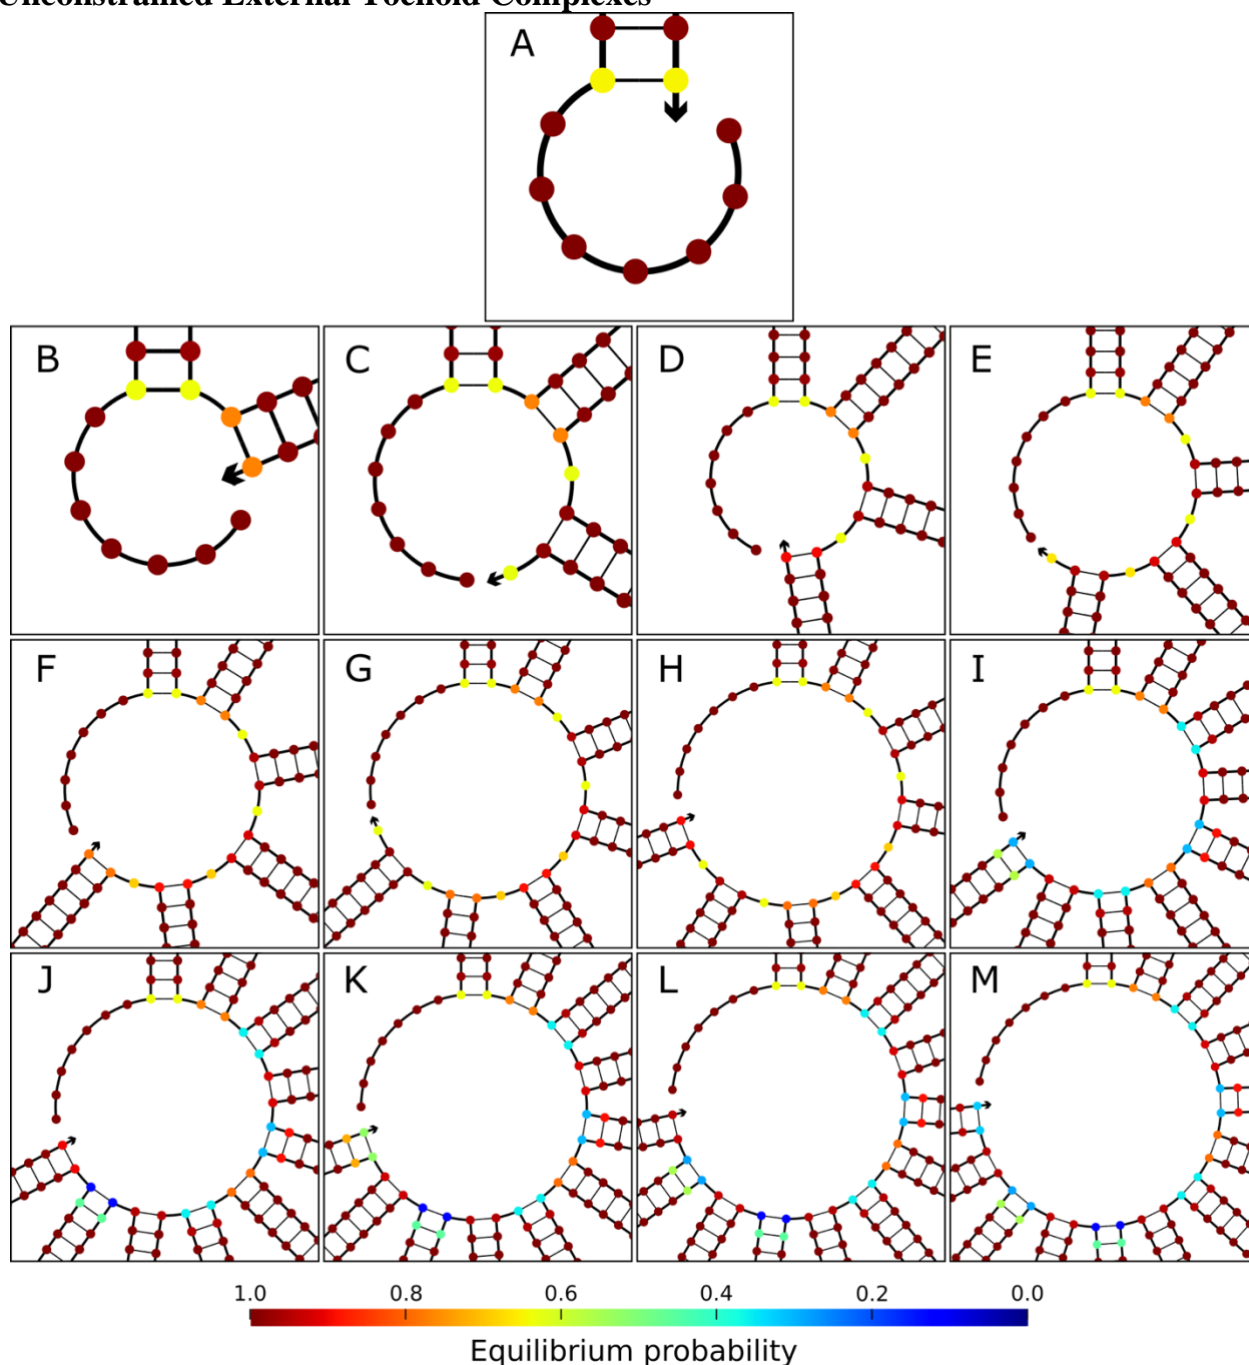 Unconstrained External Toehold Complexes
A
B C D E
F G H I
J K L M
1.0 0.8 0.6 0.4 0.2 0.0
Equilibrium probability